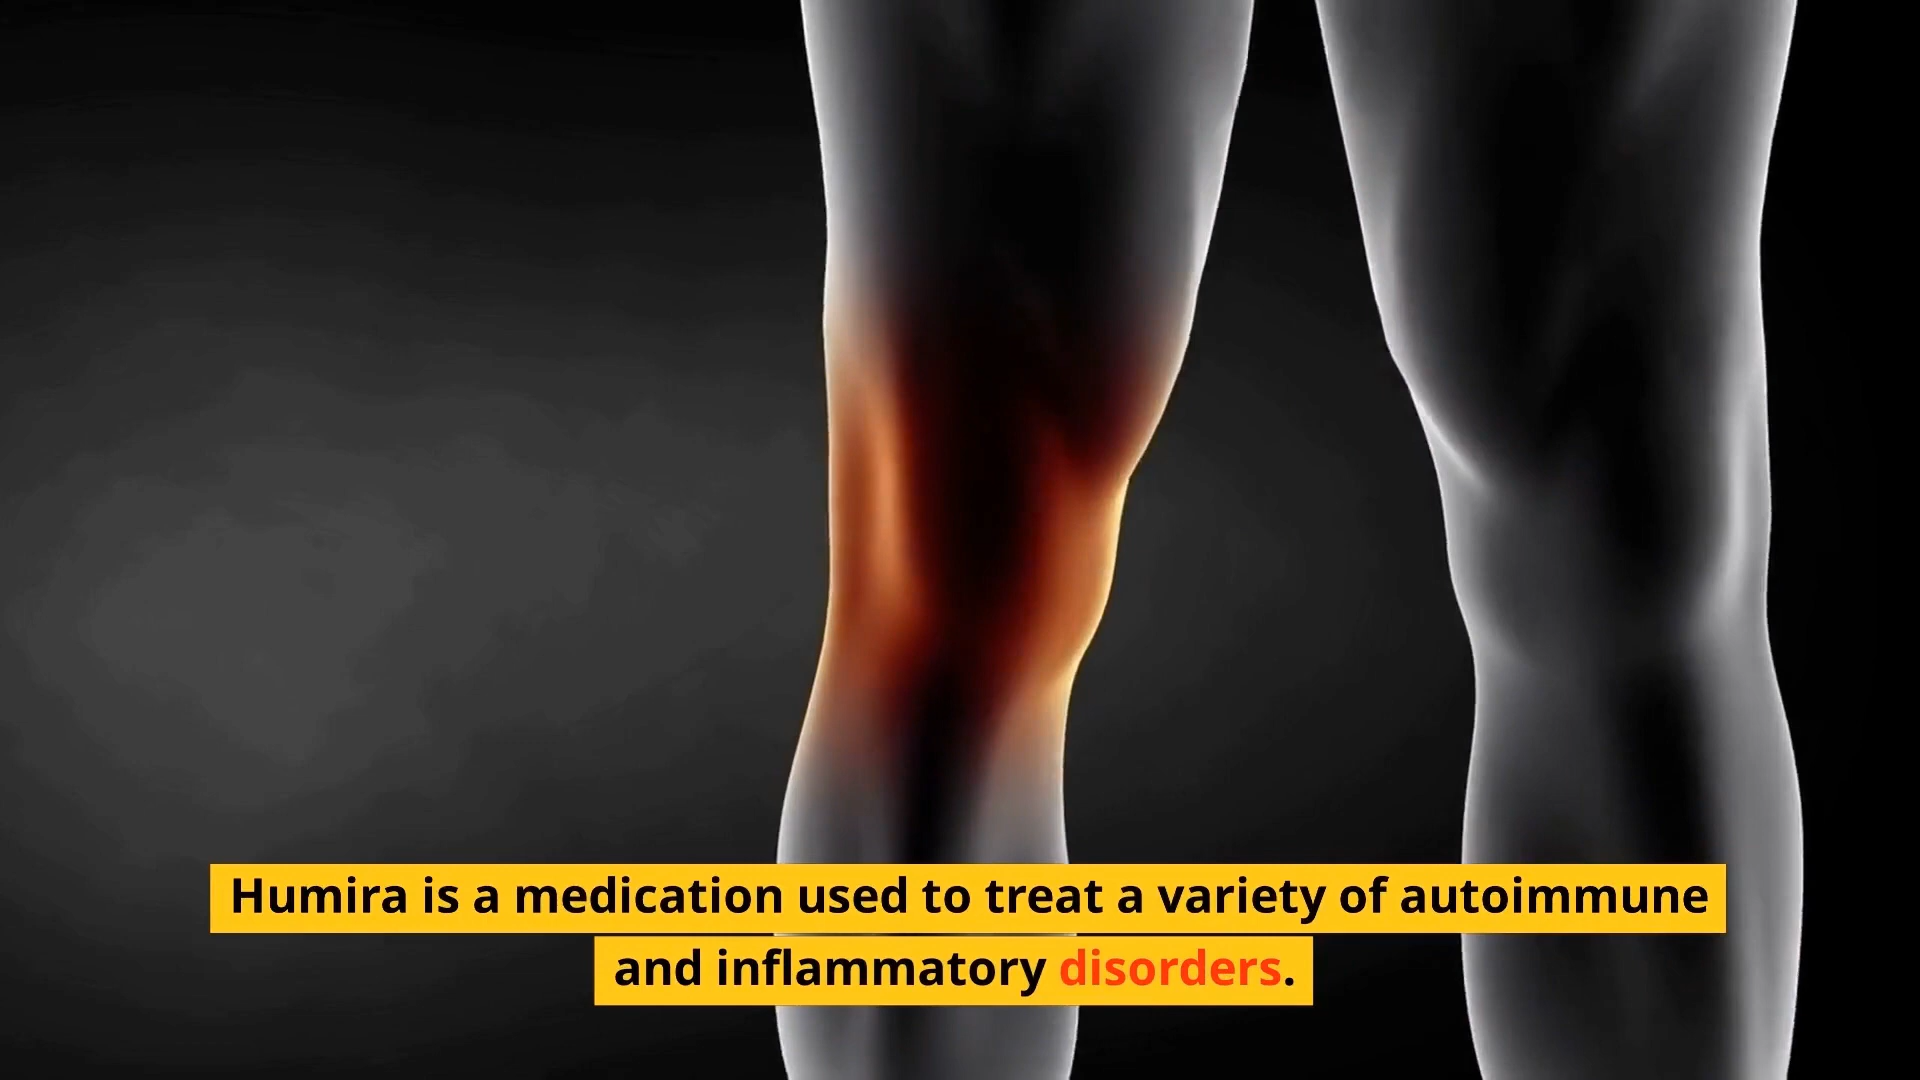 Humira is a medication used to treat a variety of autoimmune
and inflammatory disorders.